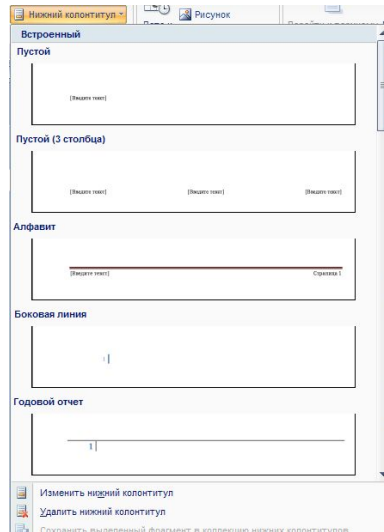 Нижний колонтитул
Рисунок
Встроенный
Пустой
[Введите текст]
Пустой (3 столбца)
[Введите текст] [Введите текст] [Введите текст]
Алфавит
[Введите текст] Страница 1
Боковая линия
1
Годовой отчет
1
Изменить нижний колонтитул
Удалить нижний колонтитул
Сохранить выделенный фрагмент в коллекцию нижних колонтитулов